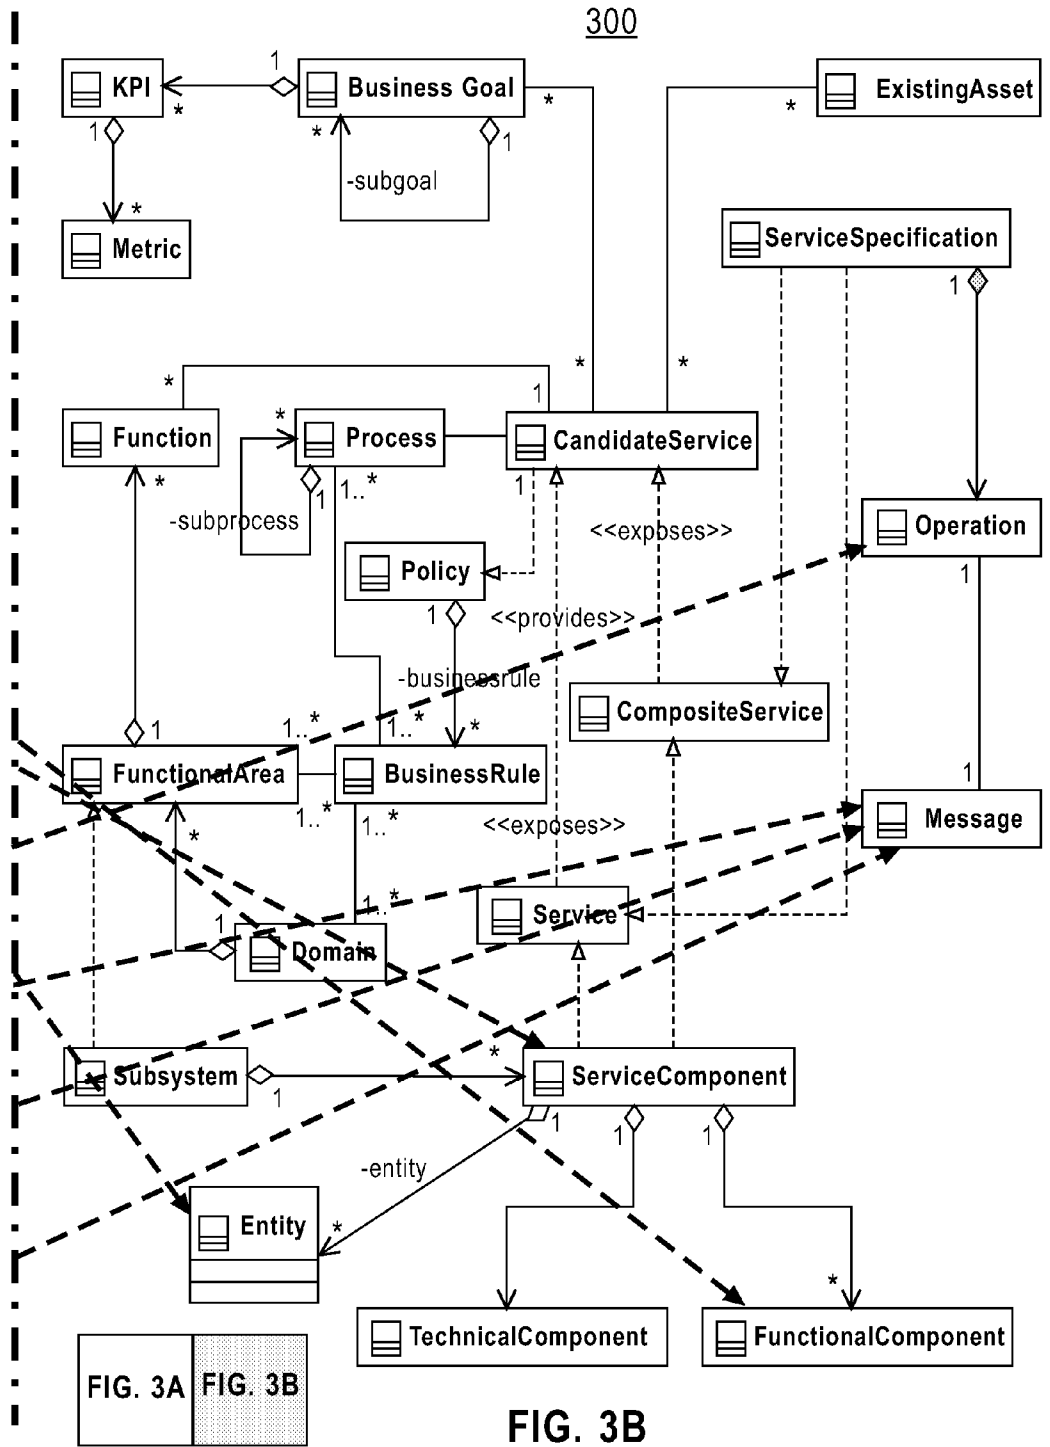 300
1
KPI
Business Goal
ExistingAsset
*
*
*
1
*
1
-subgoal
*
Metric
ServiceSpecification
1
*
*
*
1
Function
*
Process
CandidateService
*
1
1..*
1
-subprocess
<<exposes>>
Operation
Policy
1
1
<<provides>>
-businessrule
CompositeService
1
1..*
1..*
*
FunctionalArea
BusinessRule
1
*
1..*
1..*
<<exposes>>
Message
1..*
1
Service
Domain
*
Subsystem
ServiceComponent
1
1
1
1
-entity
Entity
*
*
TechnicalComponent
FunctionalComponent
FIG. 3A
FIG. 3B
FIG. 3B